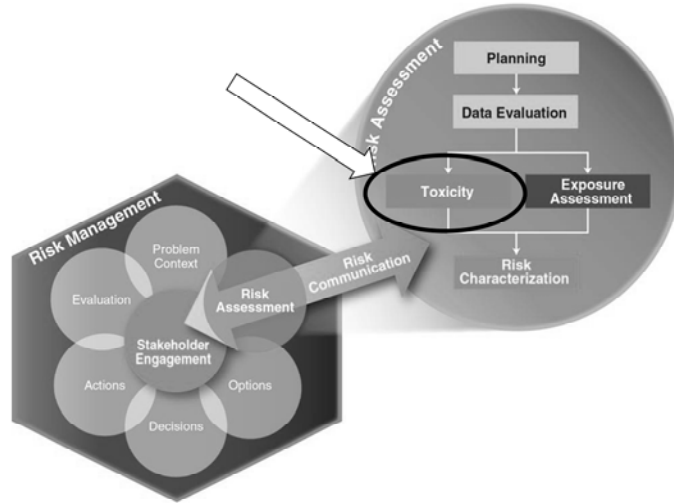 isk Assessment
Planning
Data Evaluation
Toxicity
Exposure
Assessment
Risk
Characterization
Risk
Communication
Risk Management
Problem
Context
Evaluation
Risk
Assessment
Stakeholder
Engagement
Actions
Options
Decisions